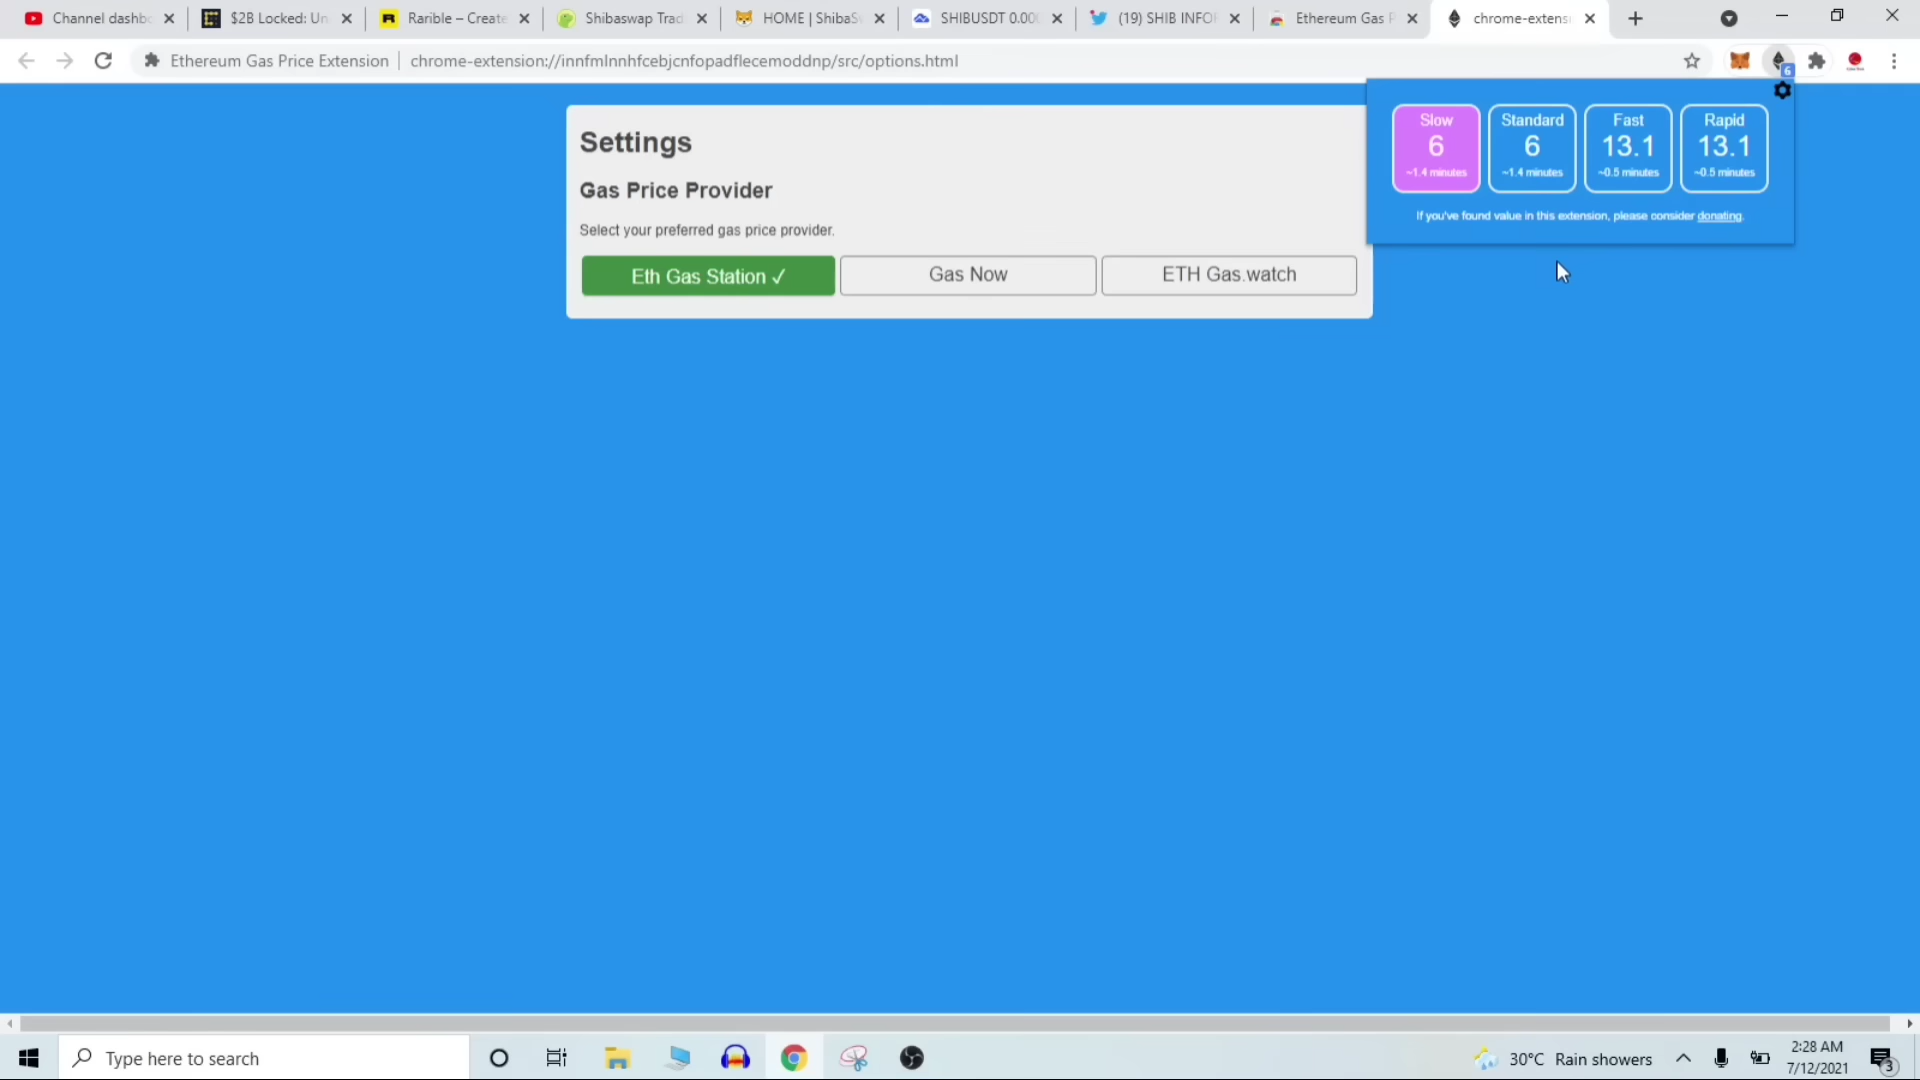 Channel dashbo
$2B Locked: Un
Rarible – Create
Shibaswap Trad
HOME | ShibaS
SHIBUSDT 0.000
(19) SHIB INFO
Ethereum Gas P
chrome-extens
Ethereum Gas Price Extension
chrome-extension://innfmlnnhfcebjcnfopadflecemoddnp/src/options.html
6
Slow
6
~1.4 minutes
Standard
6
~1.4 minutes
Fast
13.1
~0.5 minutes
Rapid
13.1
~0.5 minutes
If you've found value in this extension, please consider donating.
Settings
Gas Price Provider
Select your preferred gas price provider.
Eth Gas Station ✓
Gas Now
ETH Gas.watch
Type here to search
30°C Rain showers
2:28 AM
7/12/2021
3